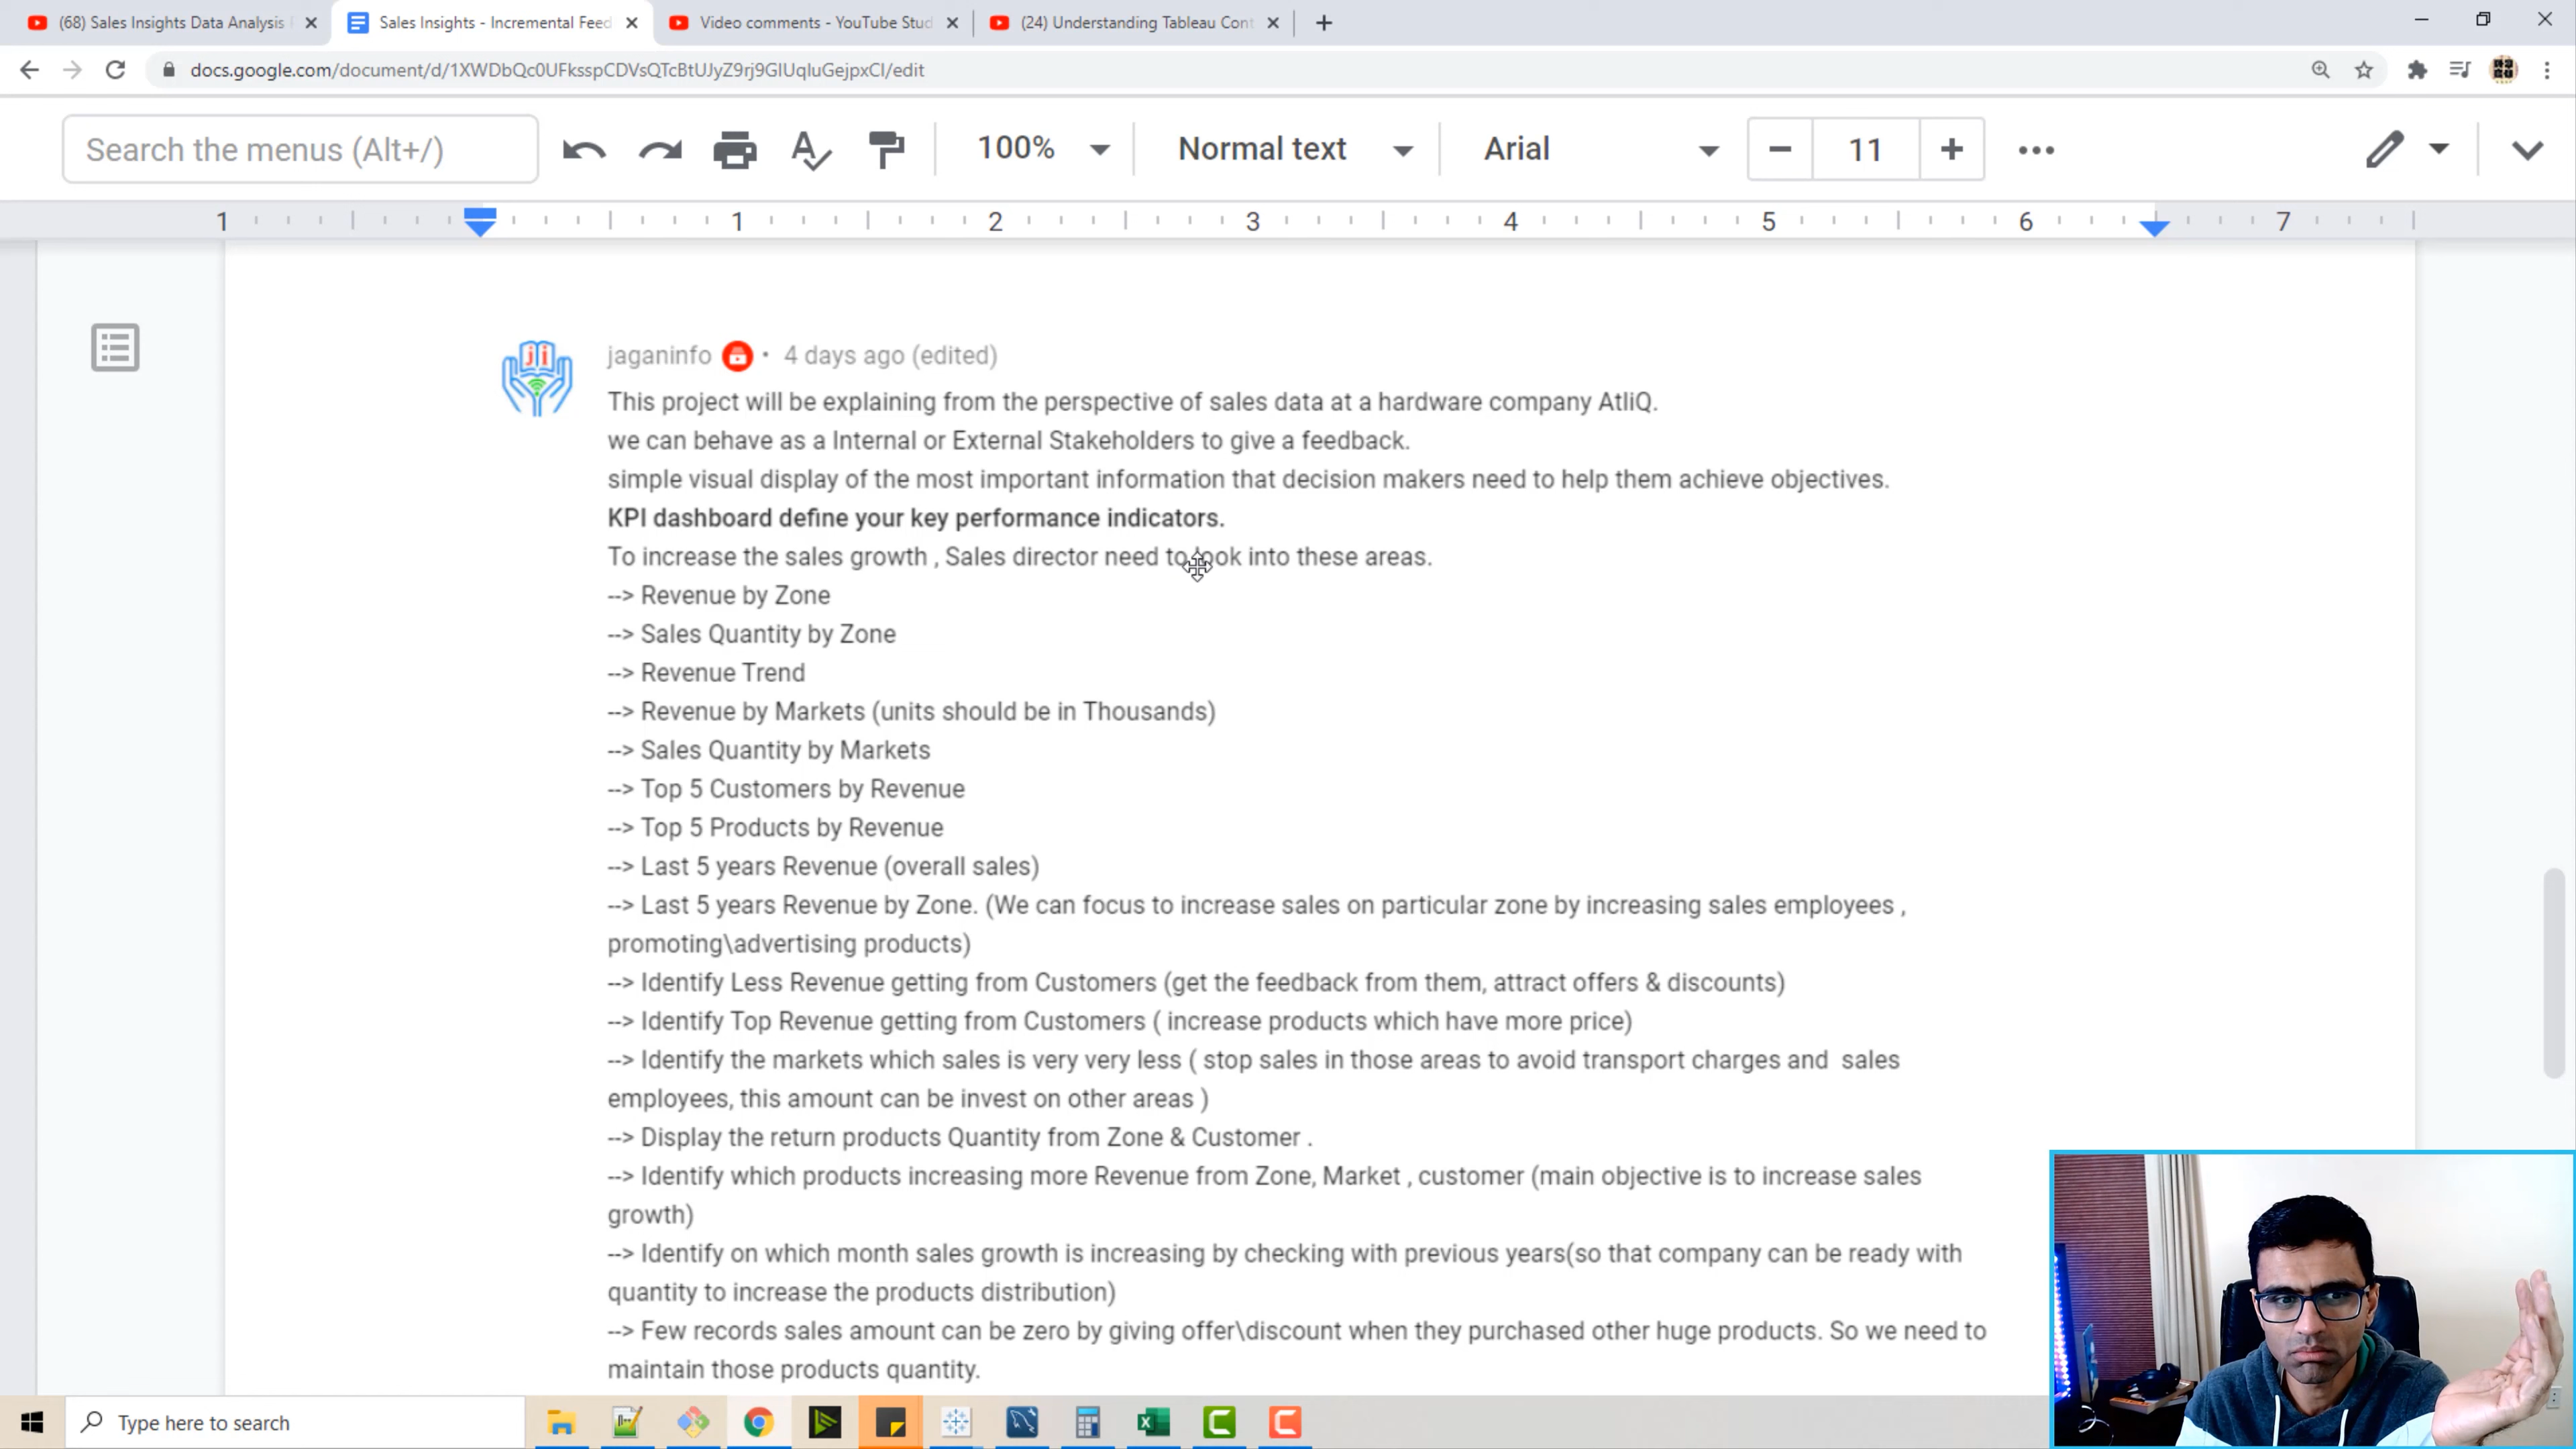 (68) Sales Insights Data Analysis
Sales Insights - Incremental Feed
Video comments - YouTube Stud
(24) Understanding Tableau Cont
docs.google.com/document/d/1XWDbQc0UFksspCDVsQTcBtUJyZ9rj9GIUqIuGejpxCI/edit
Search the menus (Alt+/)
100%
Normal text
Arial
11
1 1 2 3 4 5 6 7
ji
jaganinfo • 4 days ago (edited)
This project will be explaining from the perspective of sales data at a hardware company AtliQ.
we can behave as a Internal or External Stakeholders to give a feedback.
simple visual display of the most important information that decision makers need to help them achieve objectives.
KPI dashboard define your key performance indicators.
To increase the sales growth , Sales director need to look into these areas.
--> Revenue by Zone
--> Sales Quantity by Zone
--> Revenue Trend
--> Revenue by Markets (units should be in Thousands)
--> Sales Quantity by Markets
--> Top 5 Customers by Revenue
--> Top 5 Products by Revenue
--> Last 5 years Revenue (overall sales)
--> Last 5 years Revenue by Zone. (We can focus to increase sales on particular zone by increasing sales employees ,
promoting\advertising products)
--> Identify Less Revenue getting from Customers (get the feedback from them, attract offers & discounts)
--> Identify Top Revenue getting from Customers ( increase products which have more price)
--> Identify the markets which sales is very very less ( stop sales in those areas to avoid transport charges and sales
employees, this amount can be invest on other areas )
--> Display the return products Quantity from Zone & Customer .
--> Identify which products increasing more Revenue from Zone, Market , customer (main objective is to increase sales
growth)
--> Identify on which month sales growth is increasing by checking with previous years(so that company can be ready with
quantity to increase the products distribution)
--> Few records sales amount can be zero by giving offer\discount when they purchased other huge products. So we need to
maintain those products quantity.
Type here to search